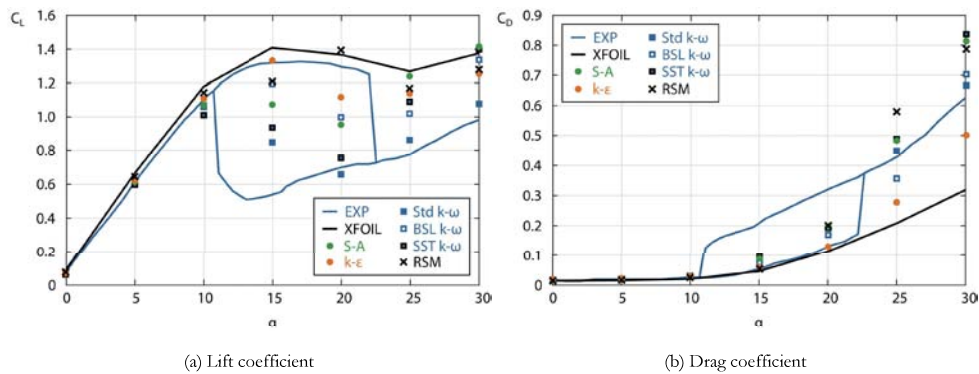 C_L
1.6
1.4
1.2
1.0
0.8
0.6
0.4
0.2
0
0 5 10 15 20 25 30
α
EXP
XFOIL
S-A
k-ε
Std k-ω
BSL k-ω
SST k-ω
RSM
(a) Lift coefficient
C_D
0.9
0.8
0.7
0.6
0.5
0.4
0.3
0.2
0.1
0
0 5 10 15 20 25 30
α
EXP
XFOIL
S-A
k-ε
Std k-ω
BSL k-ω
SST k-ω
RSM
(b) Drag coefficient